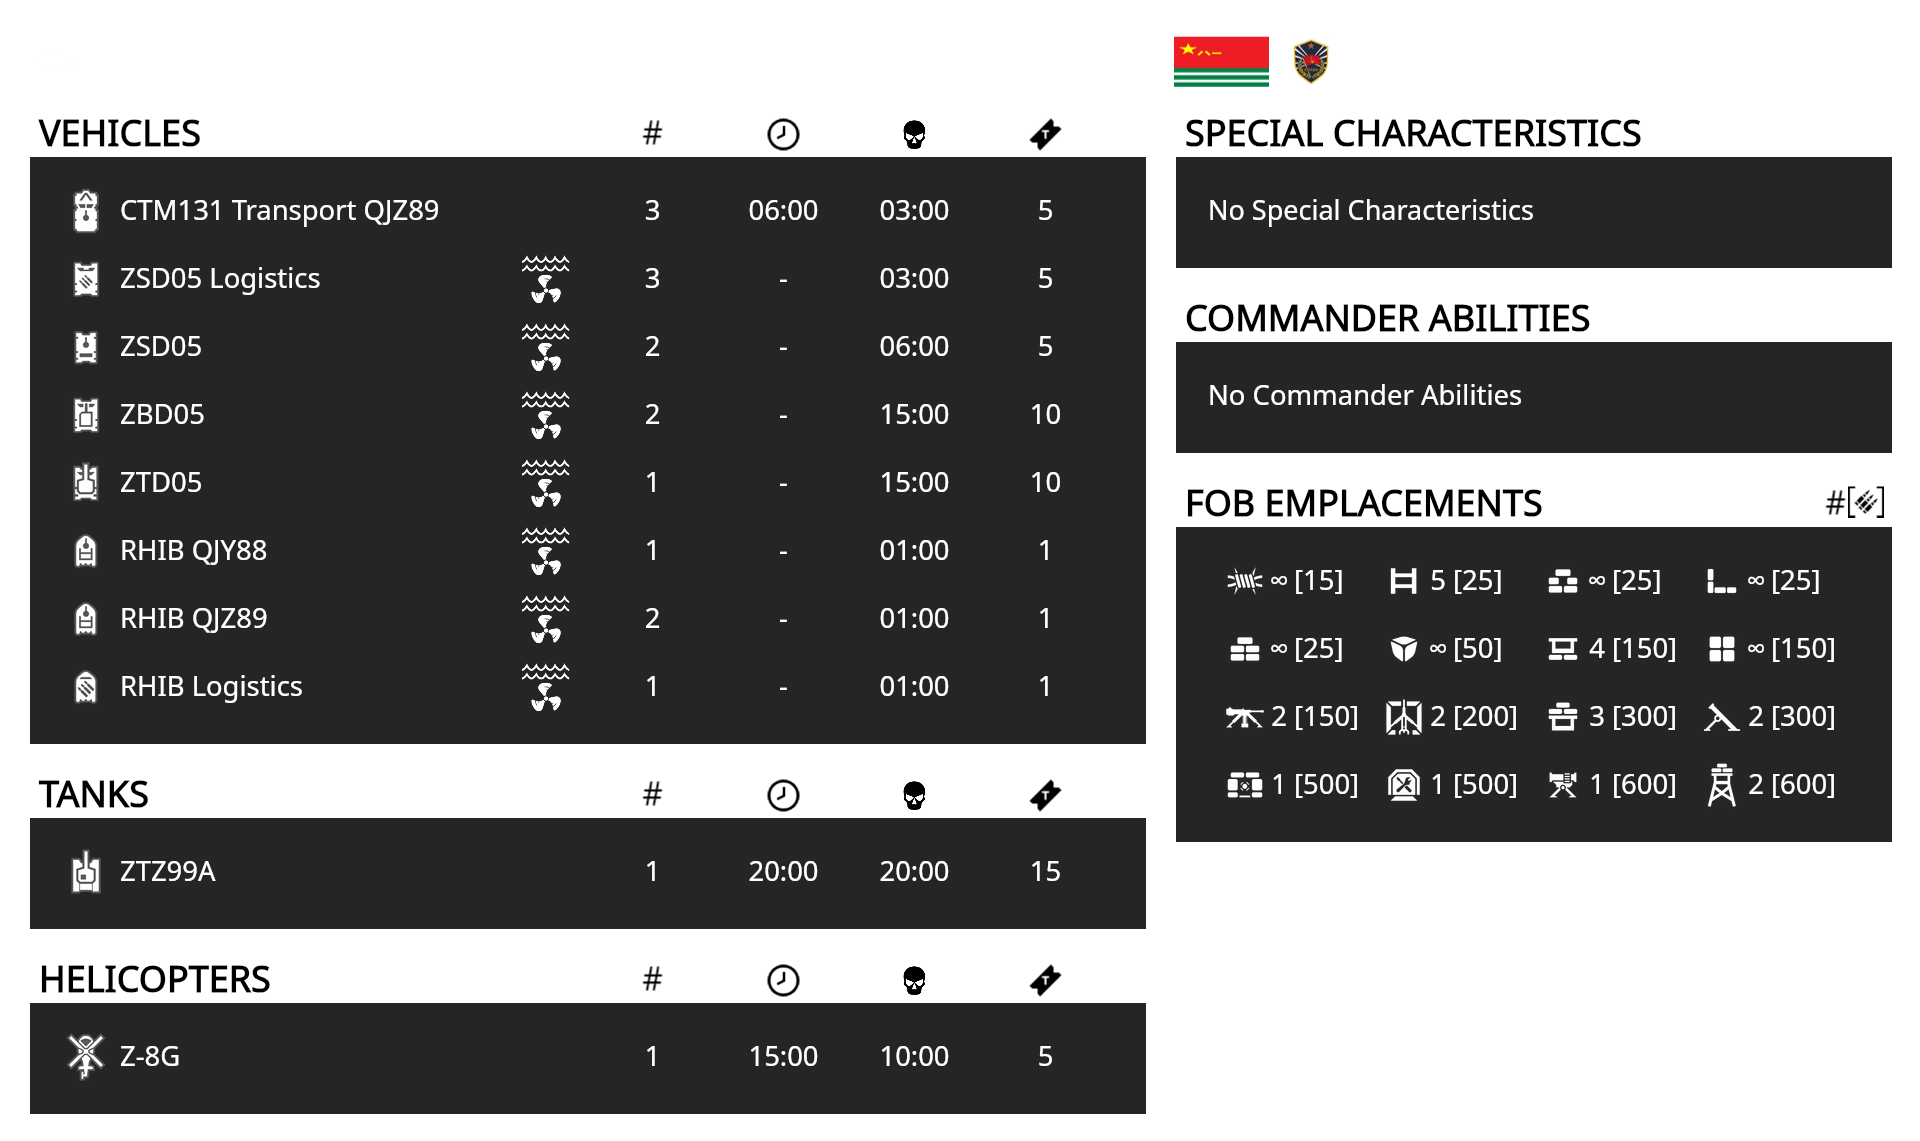 VEHICLES #
CTM131 Transport QJZ89 3 06:00 03:00 5
ZSD05 Logistics 3 - 03:00 5
ZSD05 2 - 06:00 5
ZBD05 2 - 15:00 10
ZTD05 1 - 15:00 10
RHIB QJY88 1 - 01:00 1
RHIB QJZ89 2 - 01:00 1
RHIB Logistics 1 - 01:00 1
TANKS #
ZTZ99A 1 20:00 20:00 15
HELICOPTERS #
Z-8G 1 15:00 10:00 5
SPECIAL CHARACTERISTICS
No Special Characteristics
COMMANDER ABILITIES
No Commander Abilities
FOB EMPLACEMENTS #[ ]
∞ [15] 5 [25] ∞ [25] ∞ [25]
∞ [25] ∞ [50] 4 [150] ∞ [150]
2 [150] 2 [200] 3 [300] 2 [300]
1 [500] 1 [500] 1 [600] 2 [600]